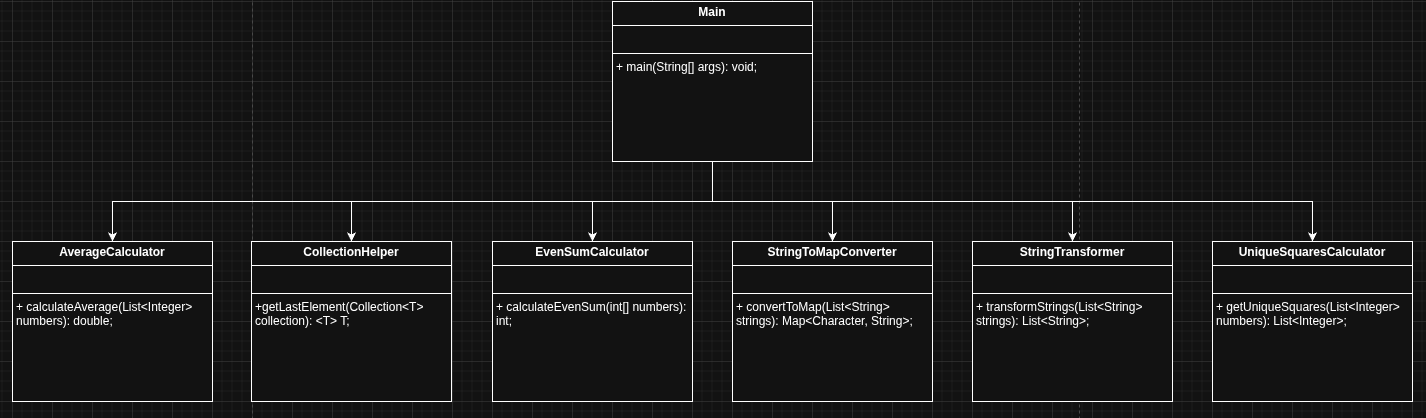 Main
+ main(String[] args): void;
AverageCalculator
+ calculateAverage(List<Integer>
numbers): double;
CollectionHelper
+getLastElement(Collection<T>
collection): <T> T;
EvenSumCalculator
+ calculateEvenSum(int[] numbers):
int;
StringToMapConverter
+ convertToMap(List<String>
strings): Map<Character, String>;
StringTransformer
+ transformStrings(List<String>
strings): List<String>;
UniqueSquaresCalculator
+ getUniqueSquares(List<Integer>
numbers): List<Integer>;